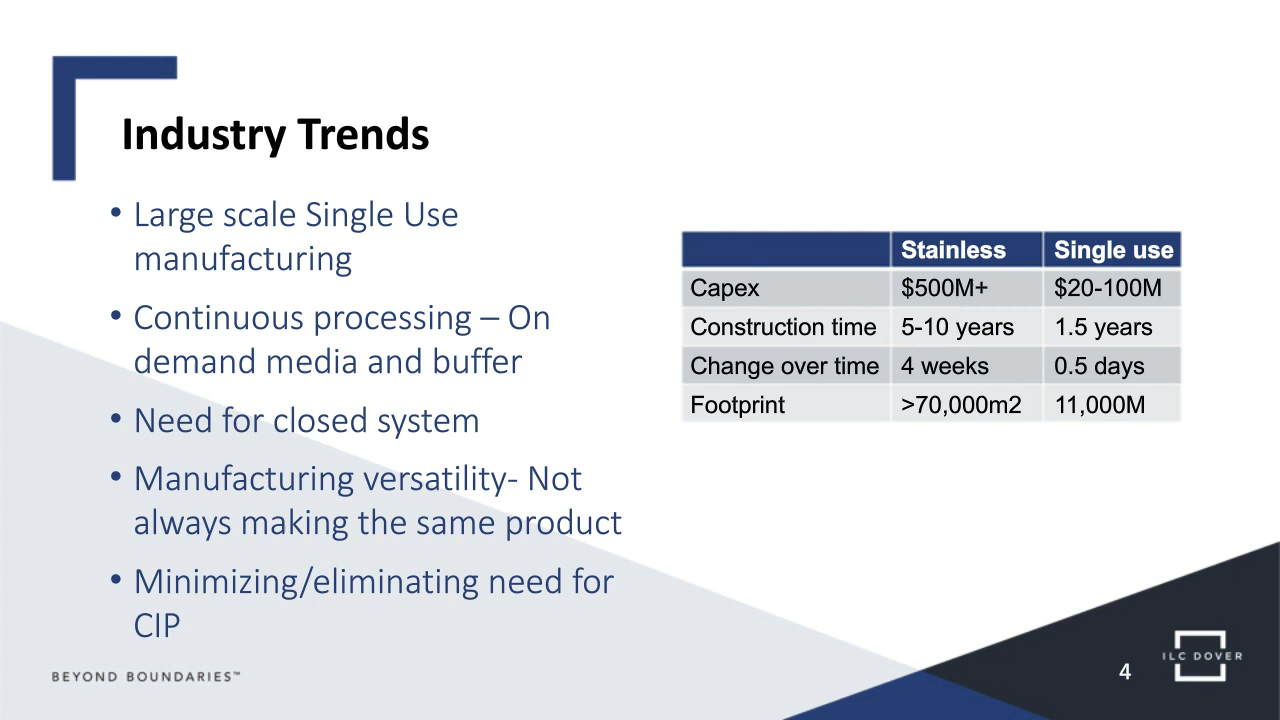 Industry Trends
• Large scale Single Use
manufacturing
• Continuous processing – On
demand media and buffer
• Need for closed system
• Manufacturing versatility- Not
always making the same product
• Minimizing/eliminating need for
CIP
Stainless Single use
Capex $500M+ $20-100M
Construction time 5-10 years 1.5 years
Change over time 4 weeks 0.5 days
Footprint >70,000m2 11,000M
BEYOND BOUNDARIES™
4
ILC DOVER